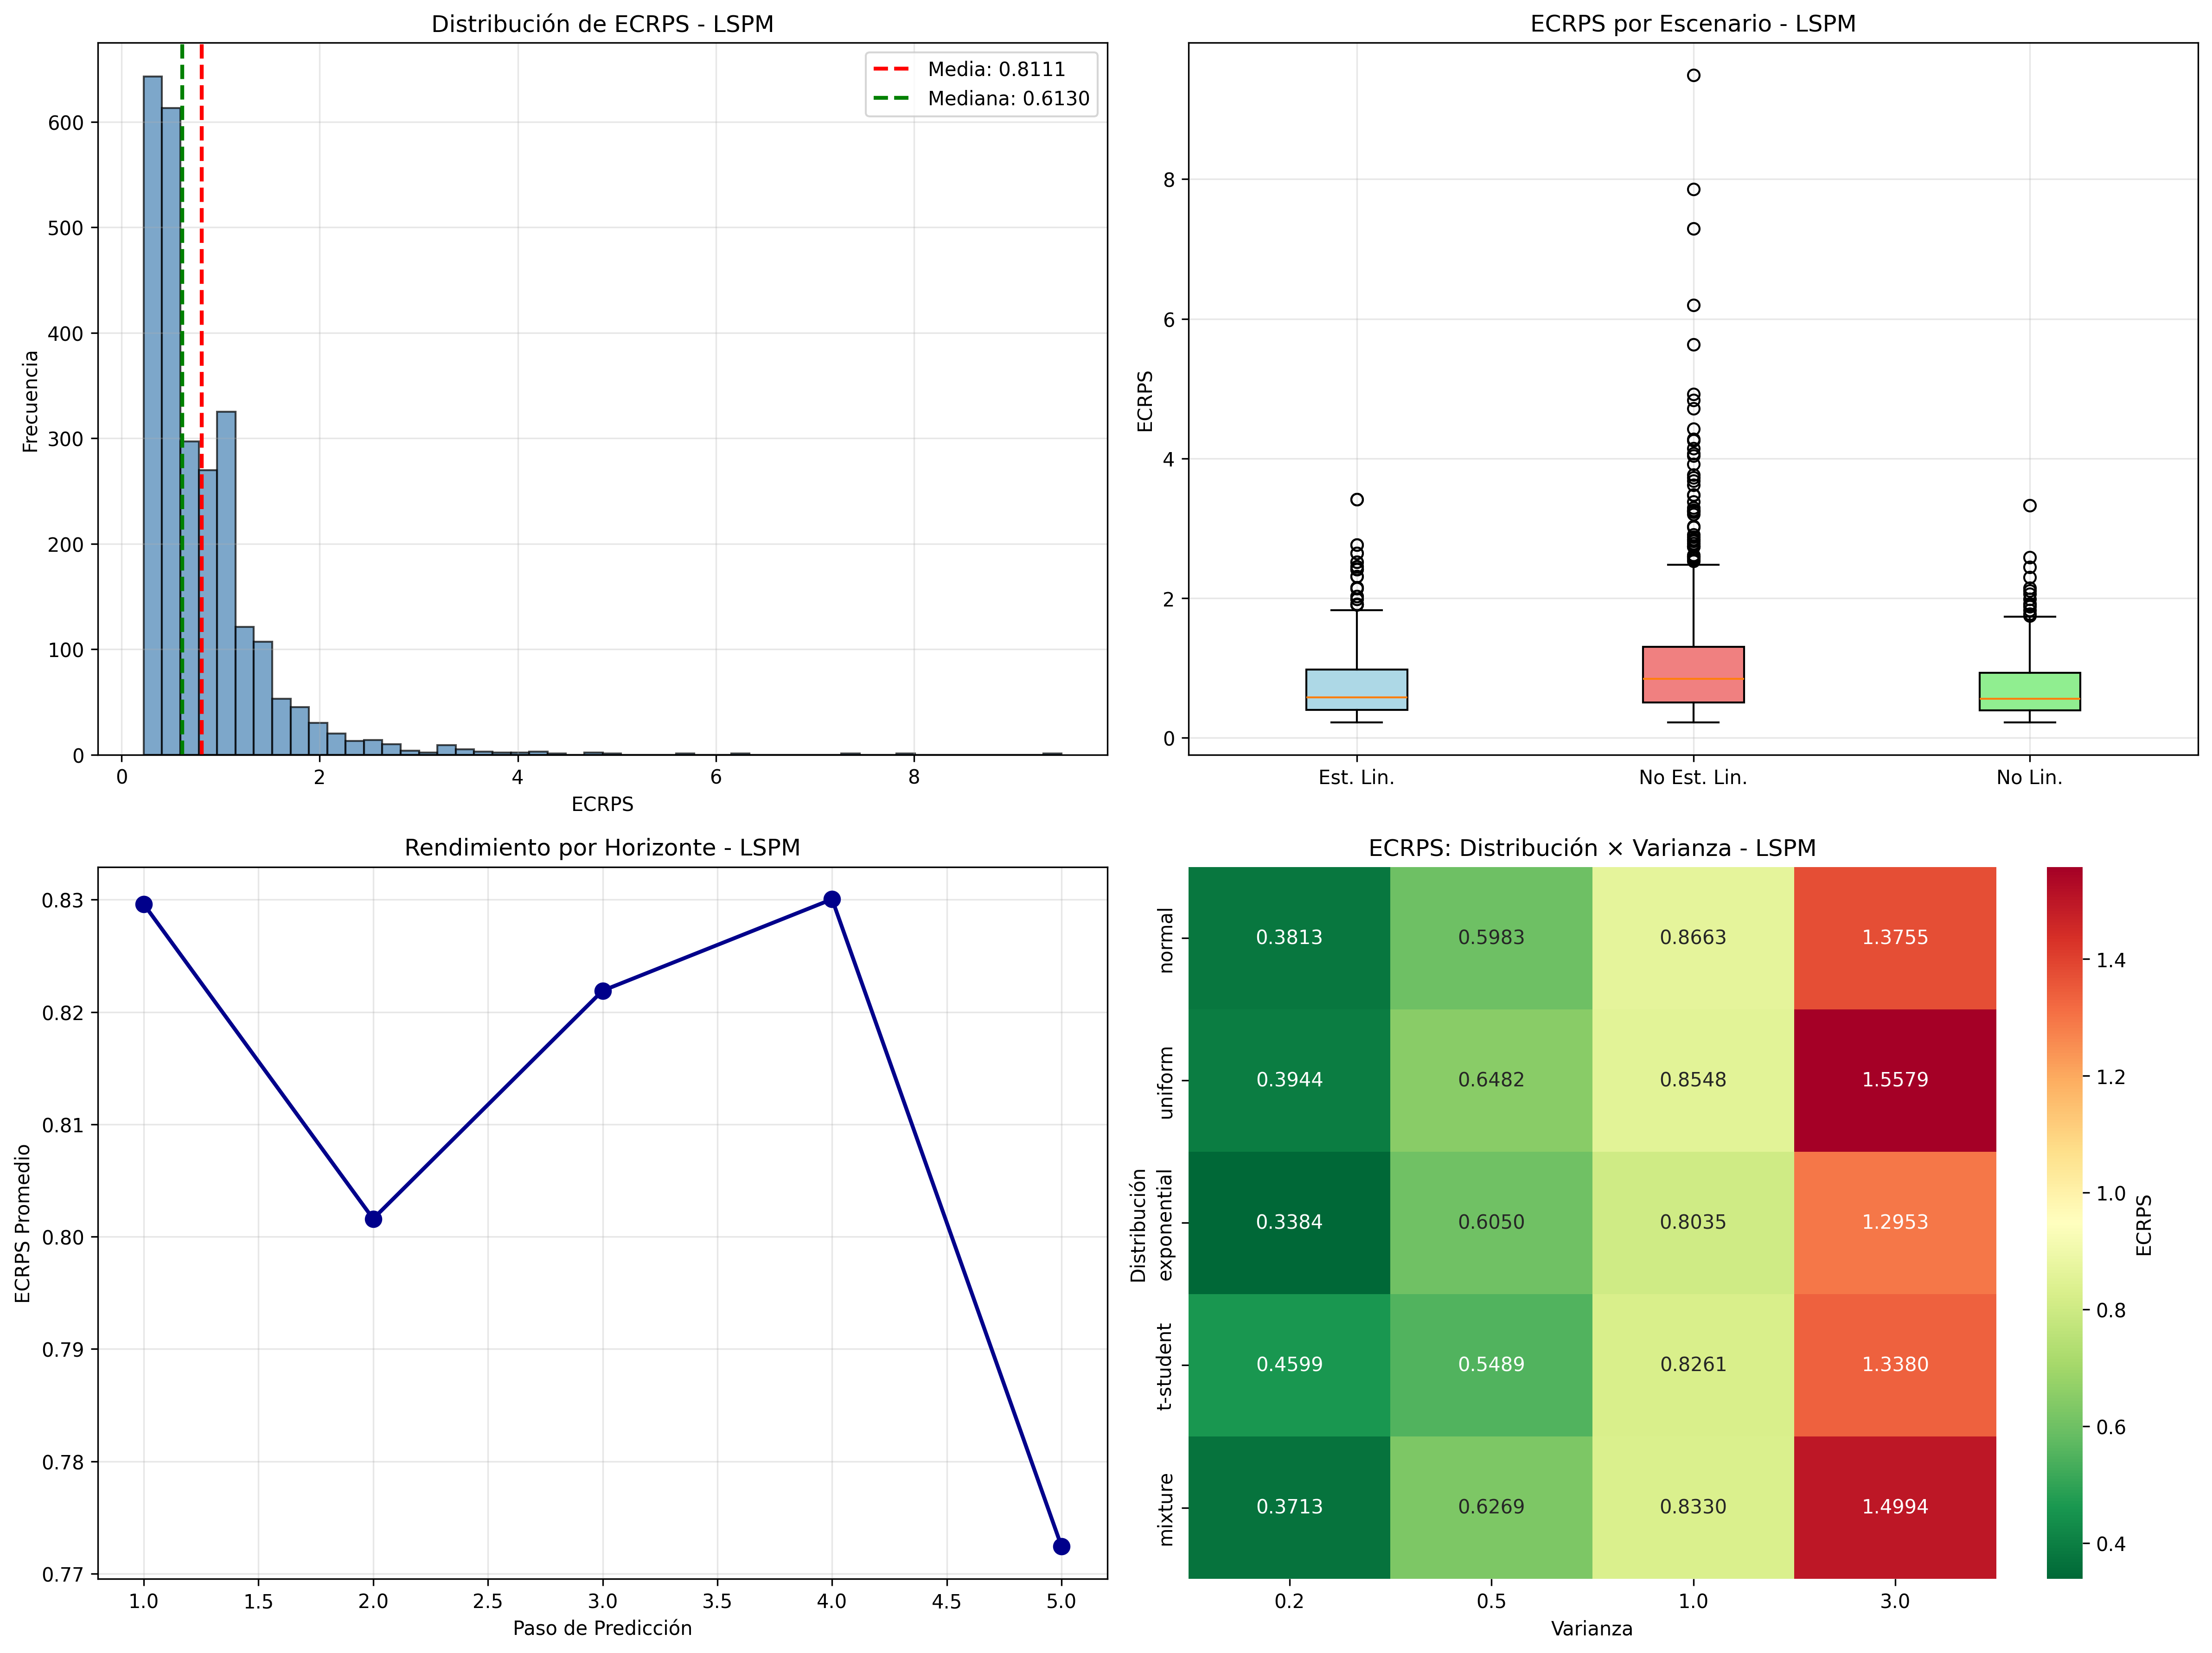 Distribución de ECRPS - LSPM
Media: 0.8111
Mediana: 0.6130
Frecuencia
600
500
400
300
200
100
0
0 2 4 6 8
ECRPS
ECRPS por Escenario - LSPM
ECRPS
8
6
4
2
0
Est. Lin. No Est. Lin. No Lin.
Rendimiento por Horizonte - LSPM
ECRPS Promedio
0.83
0.82
0.81
0.80
0.79
0.78
0.77
1.0 1.5 2.0 2.5 3.0 3.5 4.0 4.5 5.0
Paso de Predicción
ECRPS: Distribución × Varianza - LSPM
Distribución
normal 0.3813 0.5983 0.8663 1.3755
uniform 0.3944 0.6482 0.8548 1.5579
exponential 0.3384 0.6050 0.8035 1.2953
t-student 0.4599 0.5489 0.8261 1.3380
mixture 0.3713 0.6269 0.8330 1.4994
0.2 0.5 1.0 3.0
Varianza
1.4
1.2
1.0
0.8
0.6
0.4
ECRPS